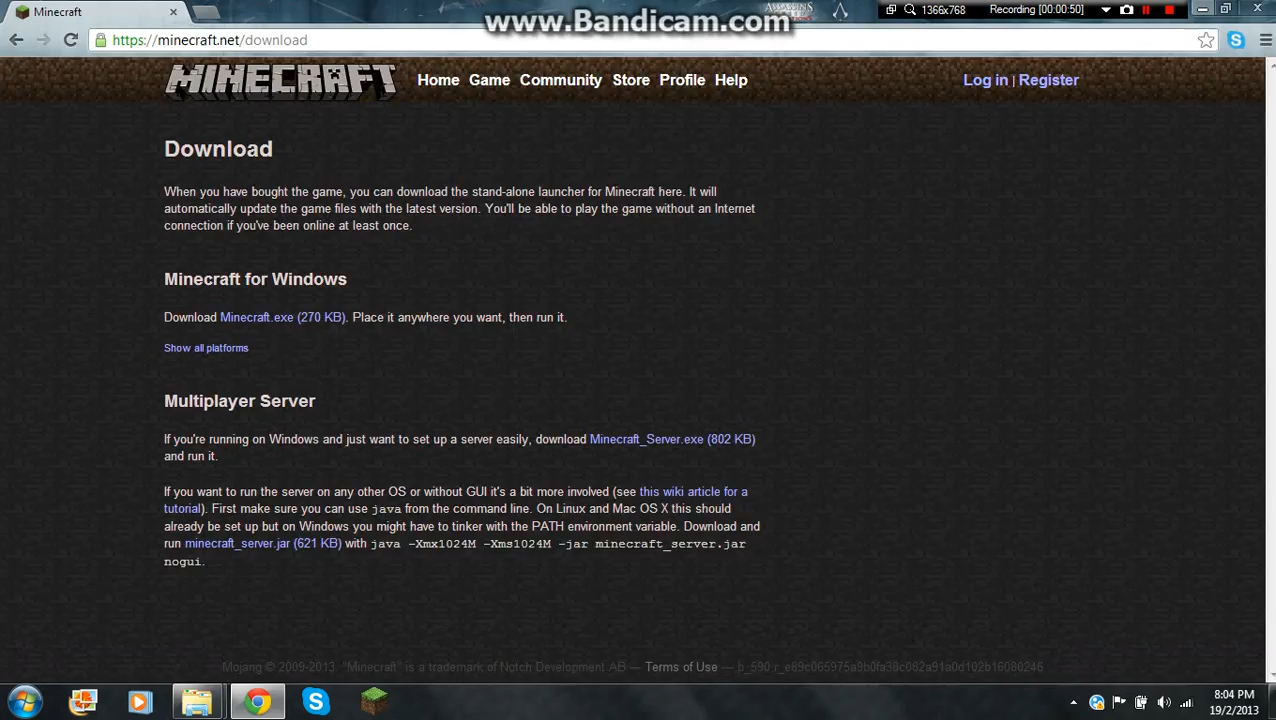 Minecraft
www.Bandicam.com
1366x768
Recording [00:00:50]
https://minecraft.net/download
MINECRAFT
Home Game Community Store Profile Help
Log in | Register
Download
When you have bought the game, you can download the stand-alone launcher for Minecraft here. It will
automatically update the game files with the latest version. You'll be able to play the game without an Internet
connection if you've been online at least once.
Minecraft for Windows
Download Minecraft.exe (270 KB). Place it anywhere you want, then run it.
Show all platforms
Multiplayer Server
If you're running on Windows and just want to set up a server easily, download Minecraft_Server.exe (802 KB)
and run it.
If you want to run the server on any other OS or without GUI it's a bit more involved (see this wiki article for a
tutorial). First make sure you can use java from the command line. On Linux and Mac OS X this should
already be set up but on Windows you might have to tinker with the PATH environment variable. Download and
run minecraft_server.jar (621 KB) with java -Xmx1024M -Xms1024M -jar minecraft_server.jar
nogui.
Mojang © 2009-2013. "Minecraft" is a trademark of Notch Development AB — Terms of Use —
8:04 PM
19/2/2013